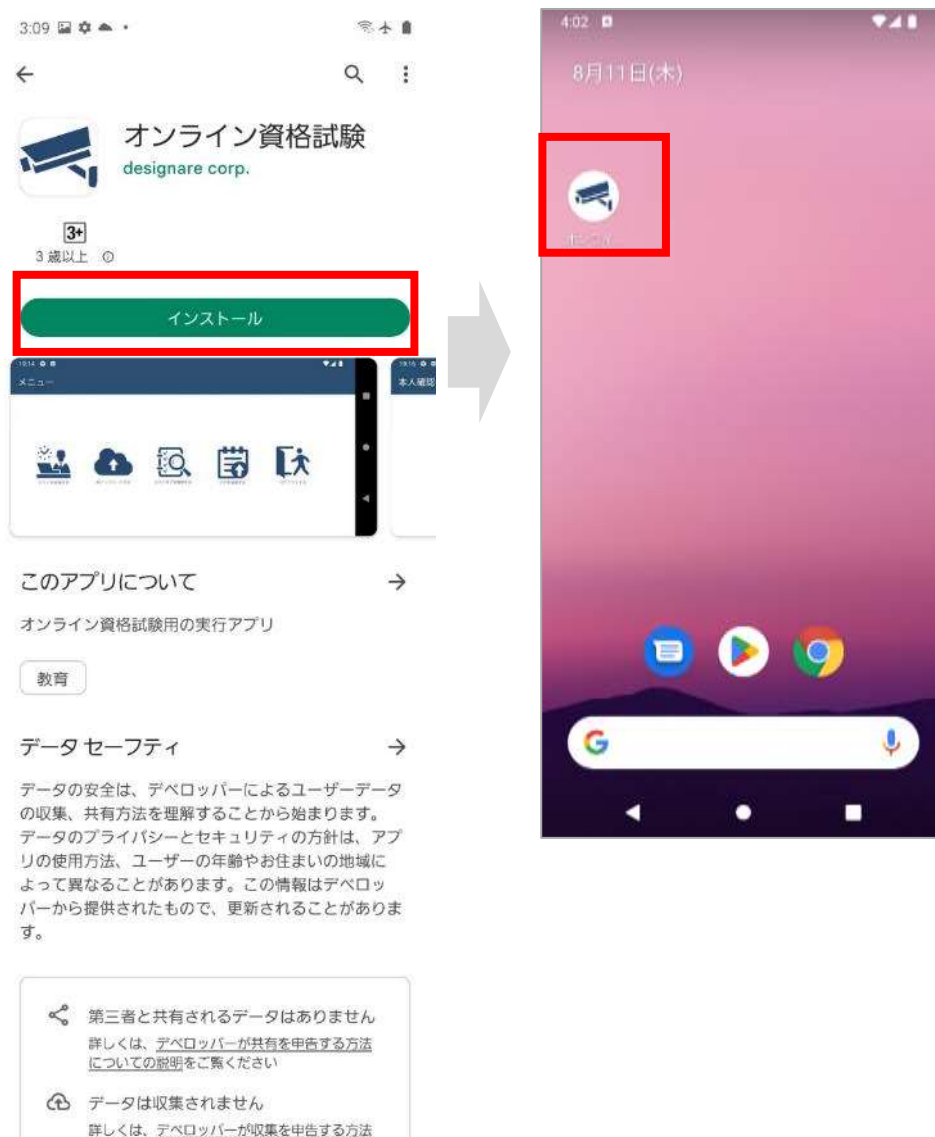 3:09
オンライン資格試験
designare corp.
3+
3 歳以上
インストール
メニュー
本人確認
このアプリについて
オンライン資格試験用の実行アプリ
教育
データ セーフティ
データの安全は、デベロッパーによるユーザーデータ
の収集、共有方法を理解することから始まります。
データのプライバシーとセキュリティの方針は、アプ
リの使用方法、ユーザーの年齢やお住まいの地域に
よって異なることがあります。この情報はデベロッ
パーから提供されたもので、更新されることがありま
す。
第三者と共有されるデータはありません
詳しくは、デベロッパーが共有を申告する方法
についての説明をご覧ください
データは収集されません
詳しくは、デベロッパーが収集を申告する方法
4:02
8月11日(木)
G